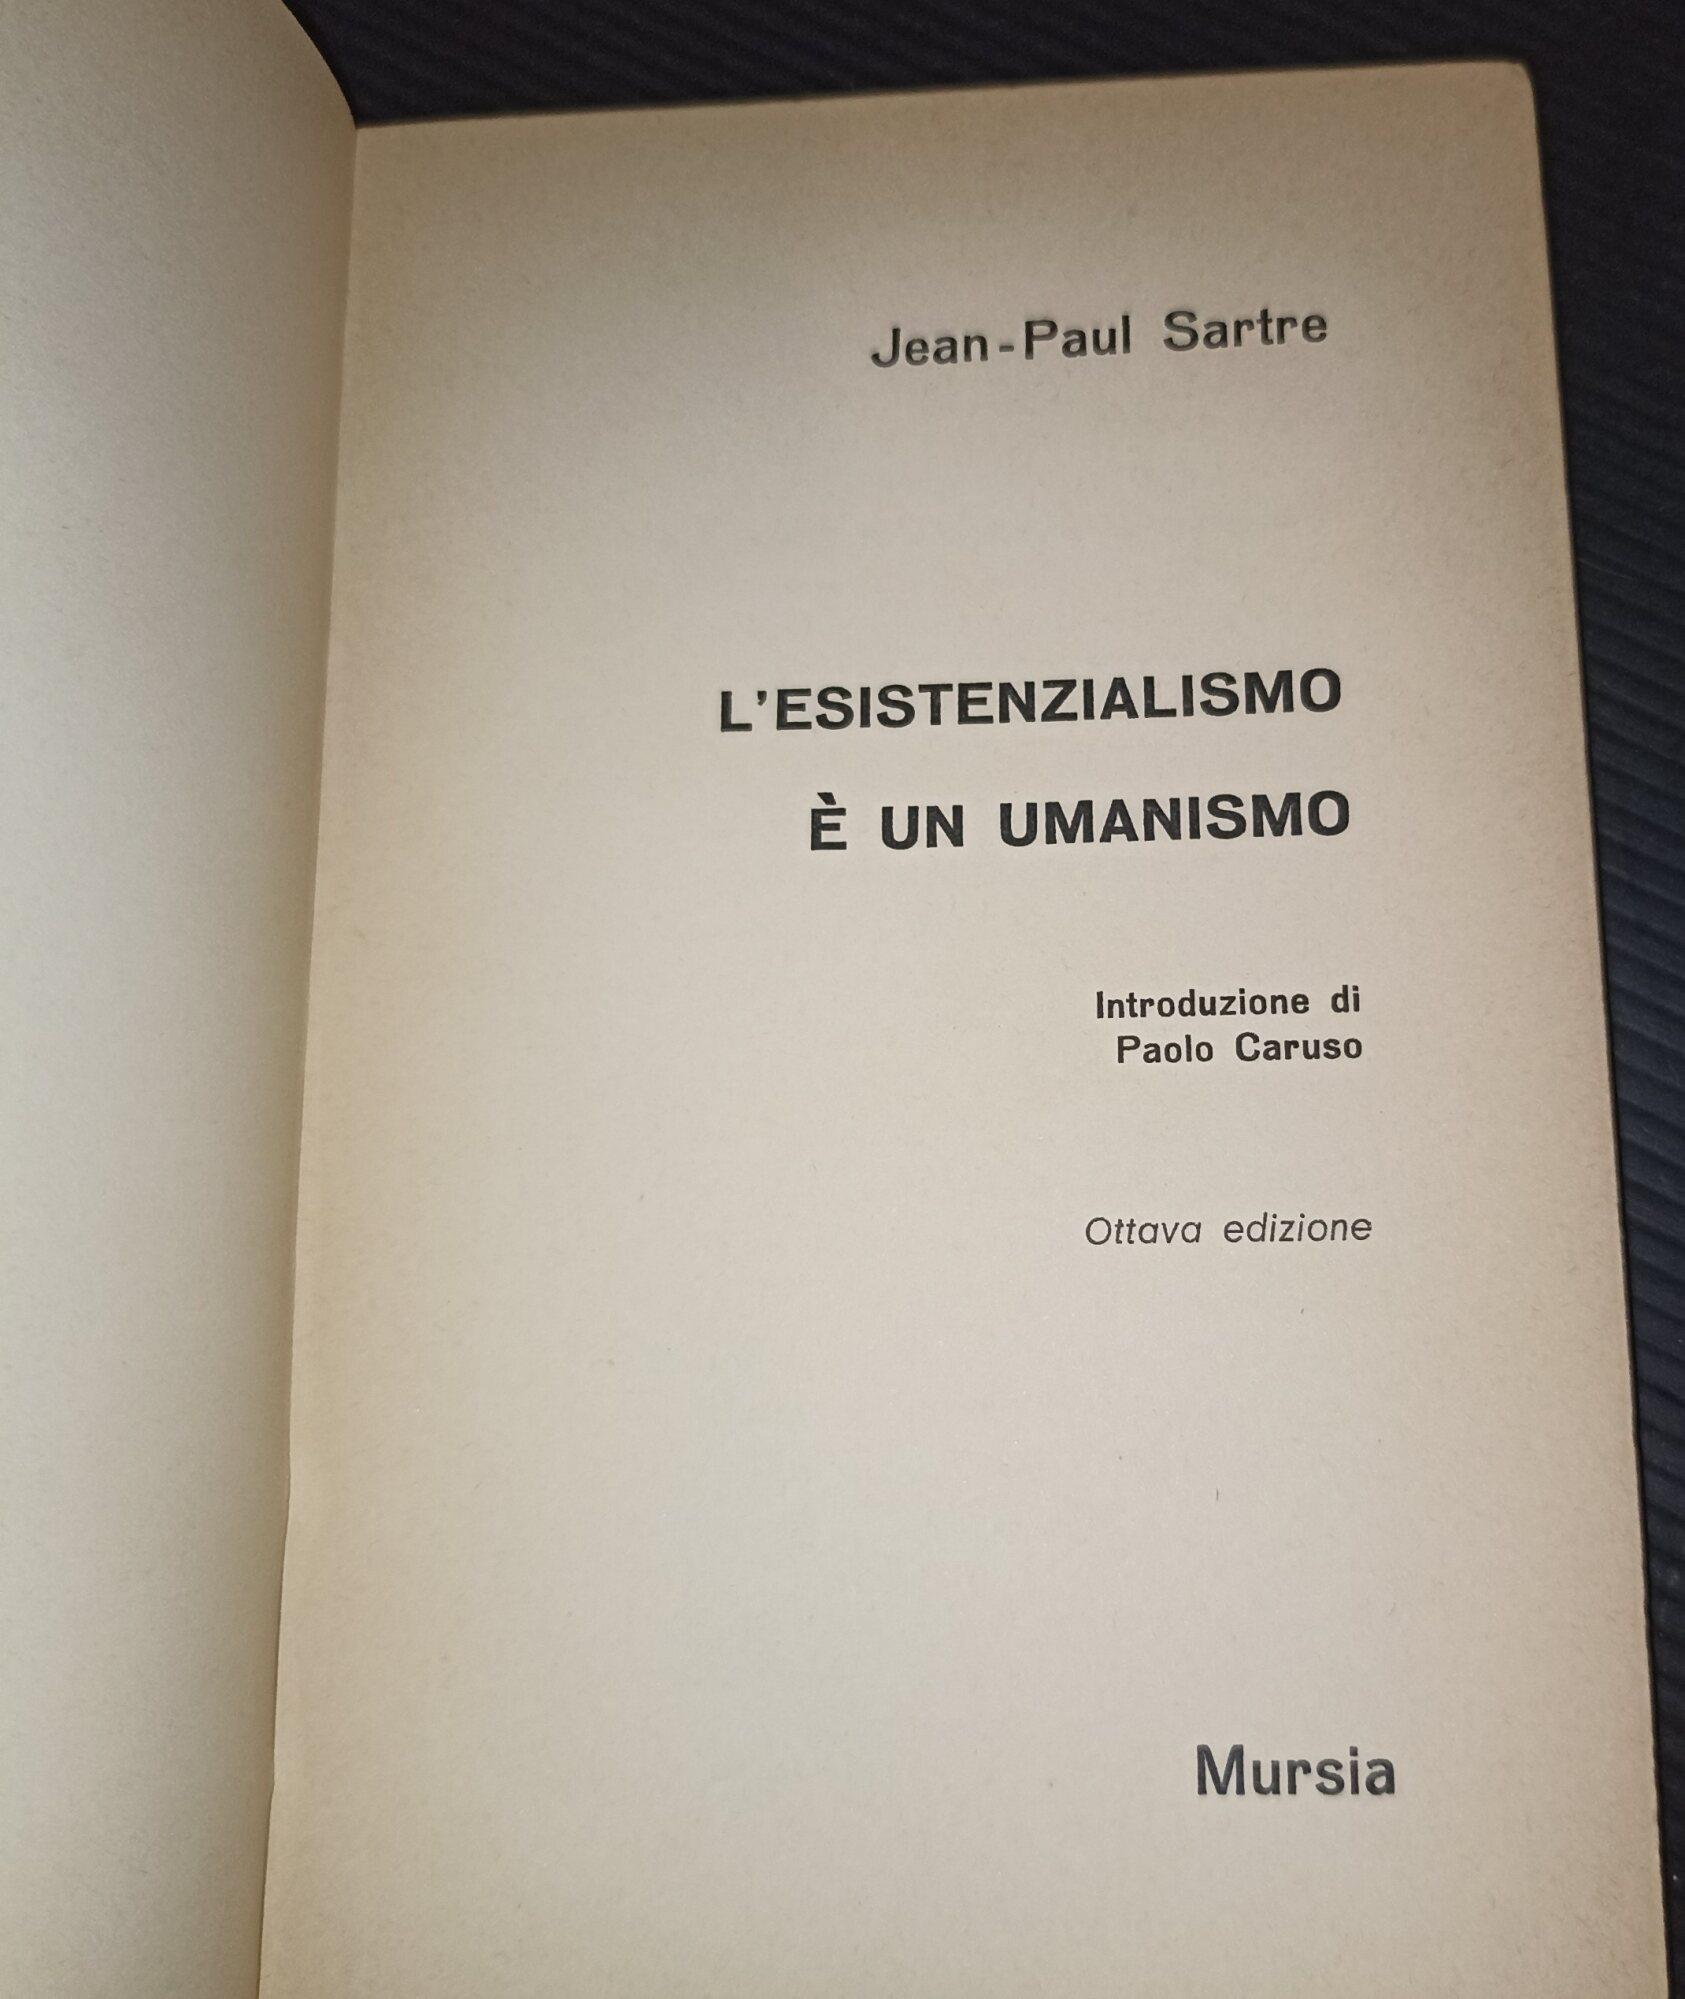 Jean-Paul Sartre
L'ESISTENZIALISMO
È UN UMANISMO
Introduzione di
Paolo Caruso
Ottava edizione
Mursia